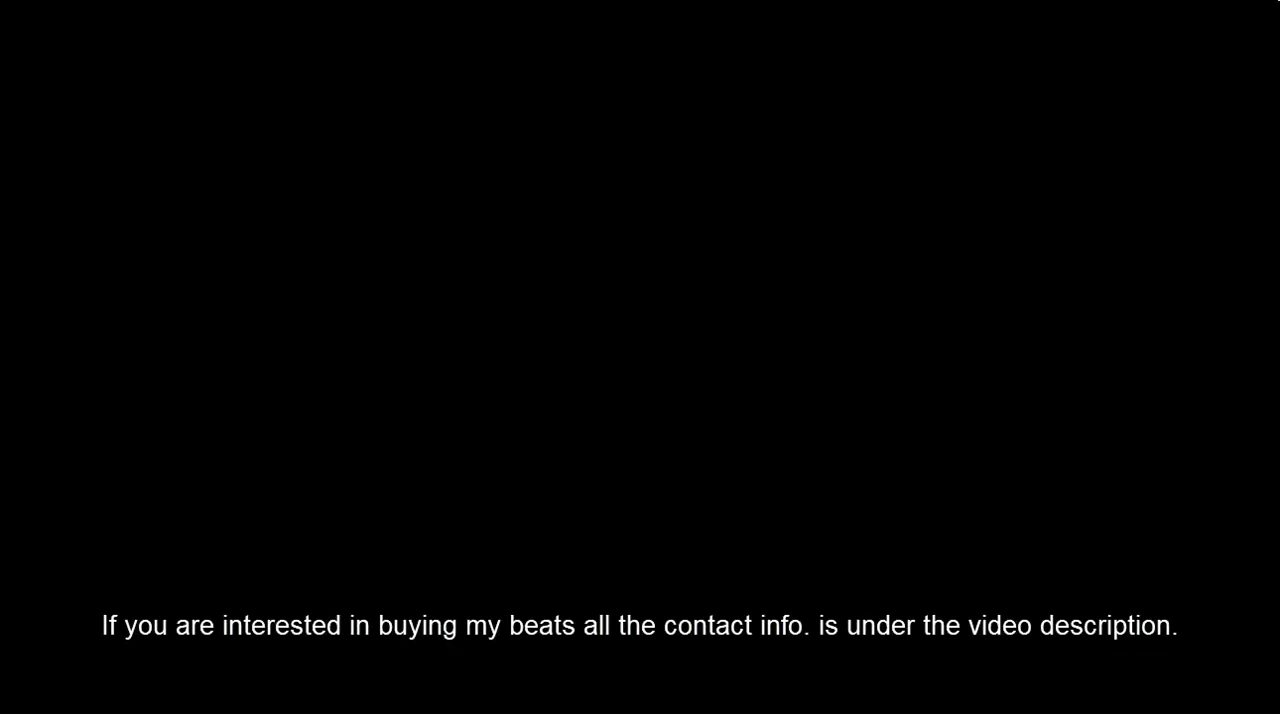 If you are interested in buying my beats all the contact info. is under the video description.